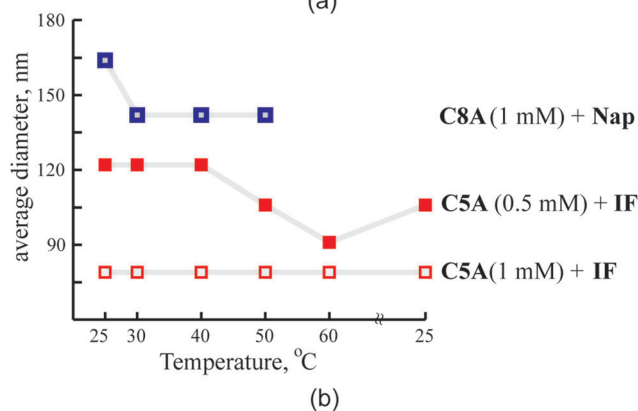 (a)
180
150
120
90
average diameter, nm
C8A (1 mM) + Nap
C5A (0.5 mM) + IF
C5A (1 mM) + IF
25 30 40 50 60 25
Temperature, °C
(b)